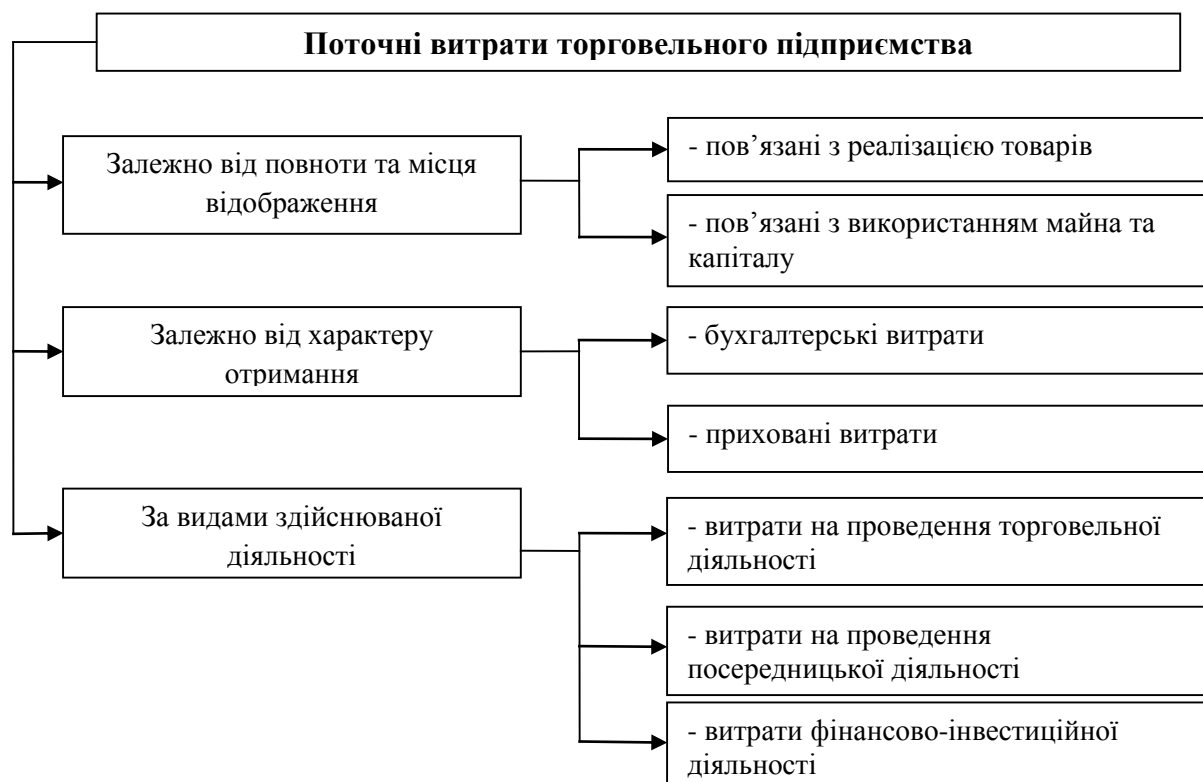 Поточні витрати торговельного підприємства
Залежно від повноти та місця
відображення
- пов’язані з реалізацією товарів
- пов’язані з використанням майна та
капіталу
Залежно від характеру
отримання
- бухгалтерські витрати
- приховані витрати
За видами здійснюваної
діяльності
- витрати на проведення торговельної
діяльності
- витрати на проведення
посередницької діяльності
- витрати фінансово-інвестиційної
діяльності